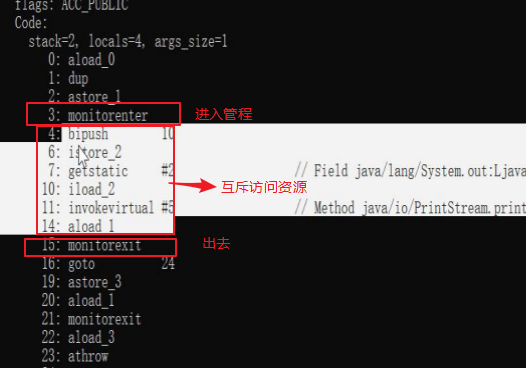 flags: ACC_PUBLIC
Code:
stack=2, locals=4, args_size=1
0: aload_0
1: dup
2: astore_1
3: monitorenter 进入管程
4: bipush 10
6: istore_2
7: getstatic #2 // Field java/lang/System.out:Ljava
10: iload_2 互斥访问资源
11: invokevirtual #5 // Method java/io/PrintStream.print
14: aload_1
15: monitorexit 出去
16: goto 24
19: astore_3
20: aload_1
21: monitorexit
22: aload_3
23: athrow